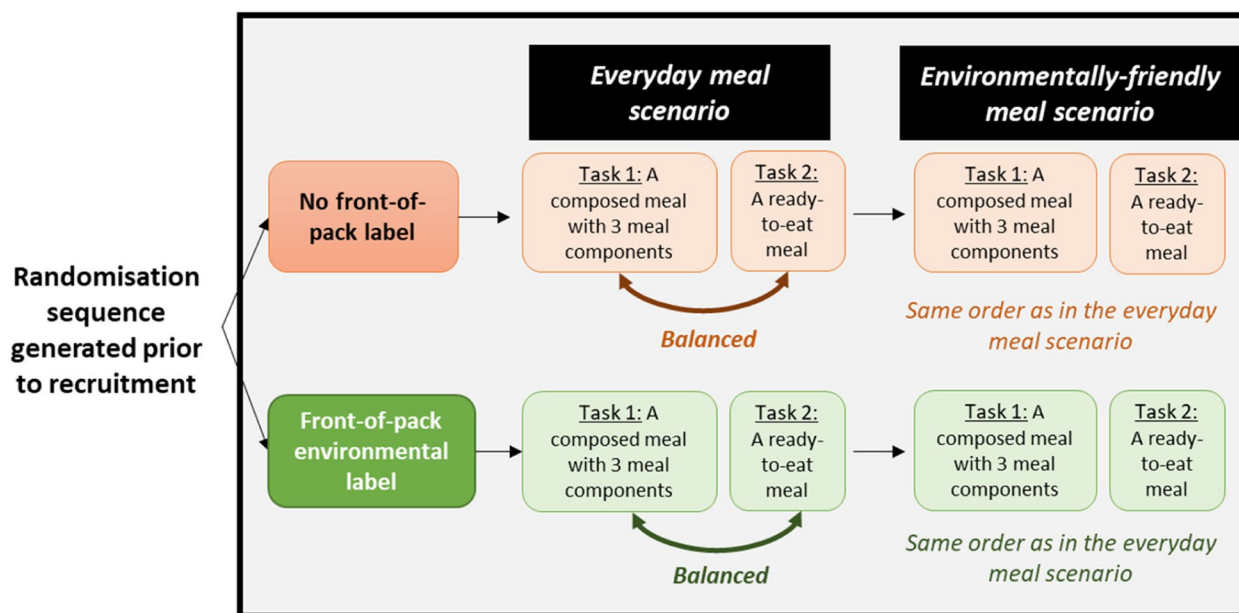 Everyday meal
scenario
Environmentally-friendly
meal scenario
Randomisation
sequence
generated prior
to recruitment
No front-of-
pack label
Task 1: A
composed meal
with 3 meal
components
Task 2:
A ready-
to-eat
meal
Balanced
Task 1: A
composed meal
with 3 meal
components
Task 2:
A ready-
to-eat
meal
Same order as in the everyday
meal scenario
Front-of-pack
environmental
label
Task 1: A
composed meal
with 3 meal
components
Task 2:
A ready-
to-eat
meal
Balanced
Task 1: A
composed meal
with 3 meal
components
Task 2:
A ready-
to-eat
meal
Same order as in the everyday
meal scenario